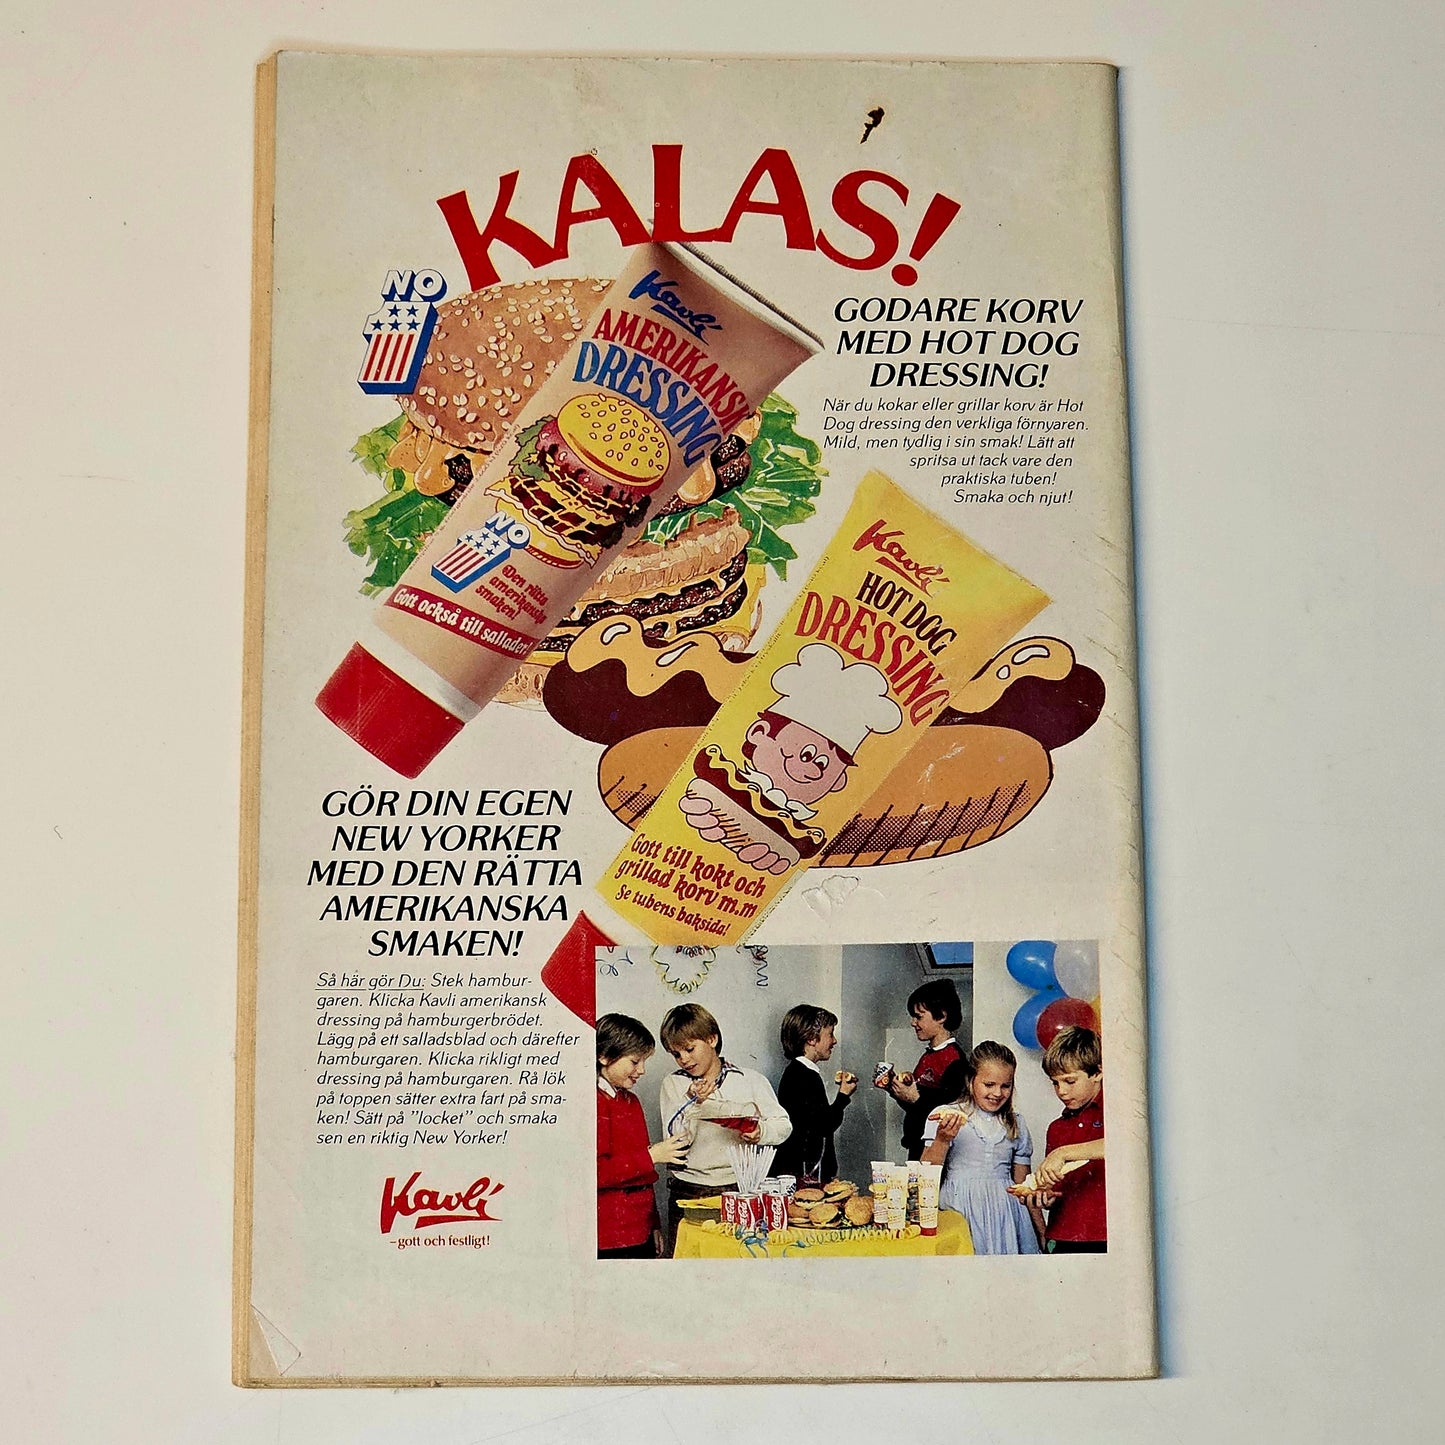 KALAS!
NO
1
Kavli
AMERIKANSK
DRESSING
NO
1
Den rätta
amerikanska
smaken!
Gott också till sallader!
GODARE KORV
MED HOT DOG
DRESSING!
När du kokar eller grillar korv är Hot
Dog dressing den verkliga förnyaren.
Mild, men tydlig i sin smak! Lätt att
spritsa ut tack vare den
praktiska tuben!
Smaka och njut!
Kavli
HOT DOG
DRESSING
Gott till kokt och
grillad korv m.m
Se tubens baksida!
GÖR DIN EGEN
NEW YORKER
MED DEN RÄTTA
AMERIKANSKA
SMAKEN!
Så här gör Du: Stek hambur-
garen. Klicka Kavli amerikansk
dressing på hamburgerbrödet.
Lägg på ett salladsblad och därefter
hamburgaren. Klicka rikligt med
dressing på hamburgaren. Rå lök
på toppen sätter extra fart på sma-
ken! Sätt på "locket" och smaka
sen en riktig New Yorker!
Kavli
–gott och festligt!